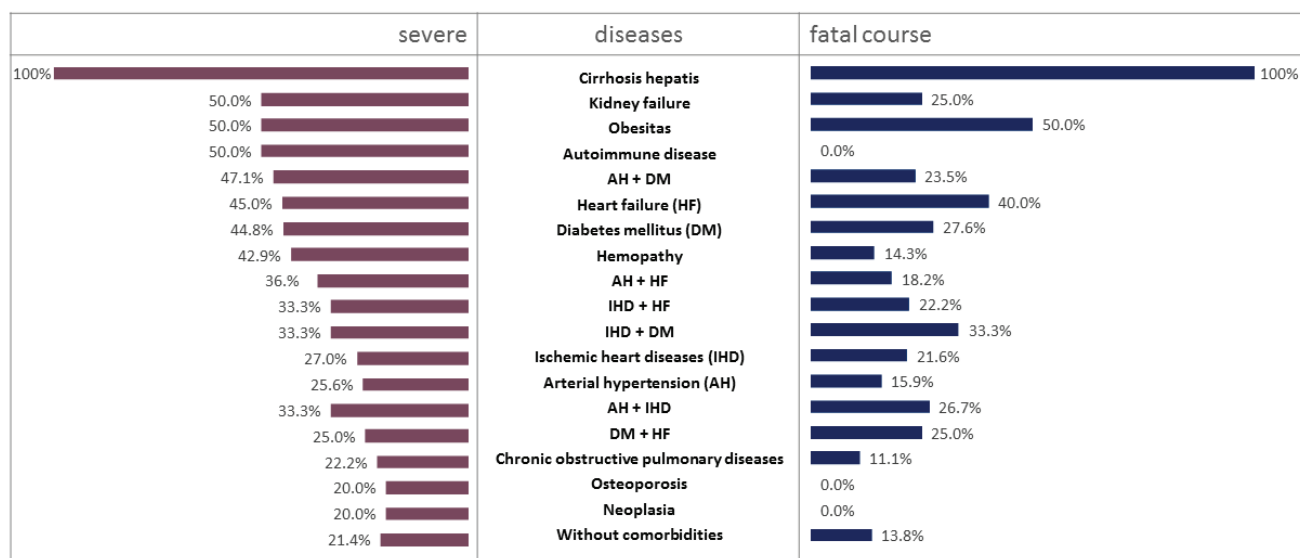 severe diseases fatal course
100% Cirrhosis hepatis 100%
50.0% Kidney failure 25.0%
50.0% Obesitas 50.0%
50.0% Autoimmune disease 0.0%
47.1% AH + DM 23.5%
45.0% Heart failure (HF) 40.0%
44.8% Diabetes mellitus (DM) 27.6%
42.9% Hemopathy 14.3%
36.% AH + HF 18.2%
33.3% IHD + HF 22.2%
33.3% IHD + DM 33.3%
27.0% Ischemic heart diseases (IHD) 21.6%
25.6% Arterial hypertension (AH) 15.9%
33.3% AH + IHD 26.7%
25.0% DM + HF 25.0%
22.2% Chronic obstructive pulmonary diseases 11.1%
20.0% Osteoporosis 0.0%
20.0% Neoplasia 0.0%
21.4% Without comorbidities 13.8%